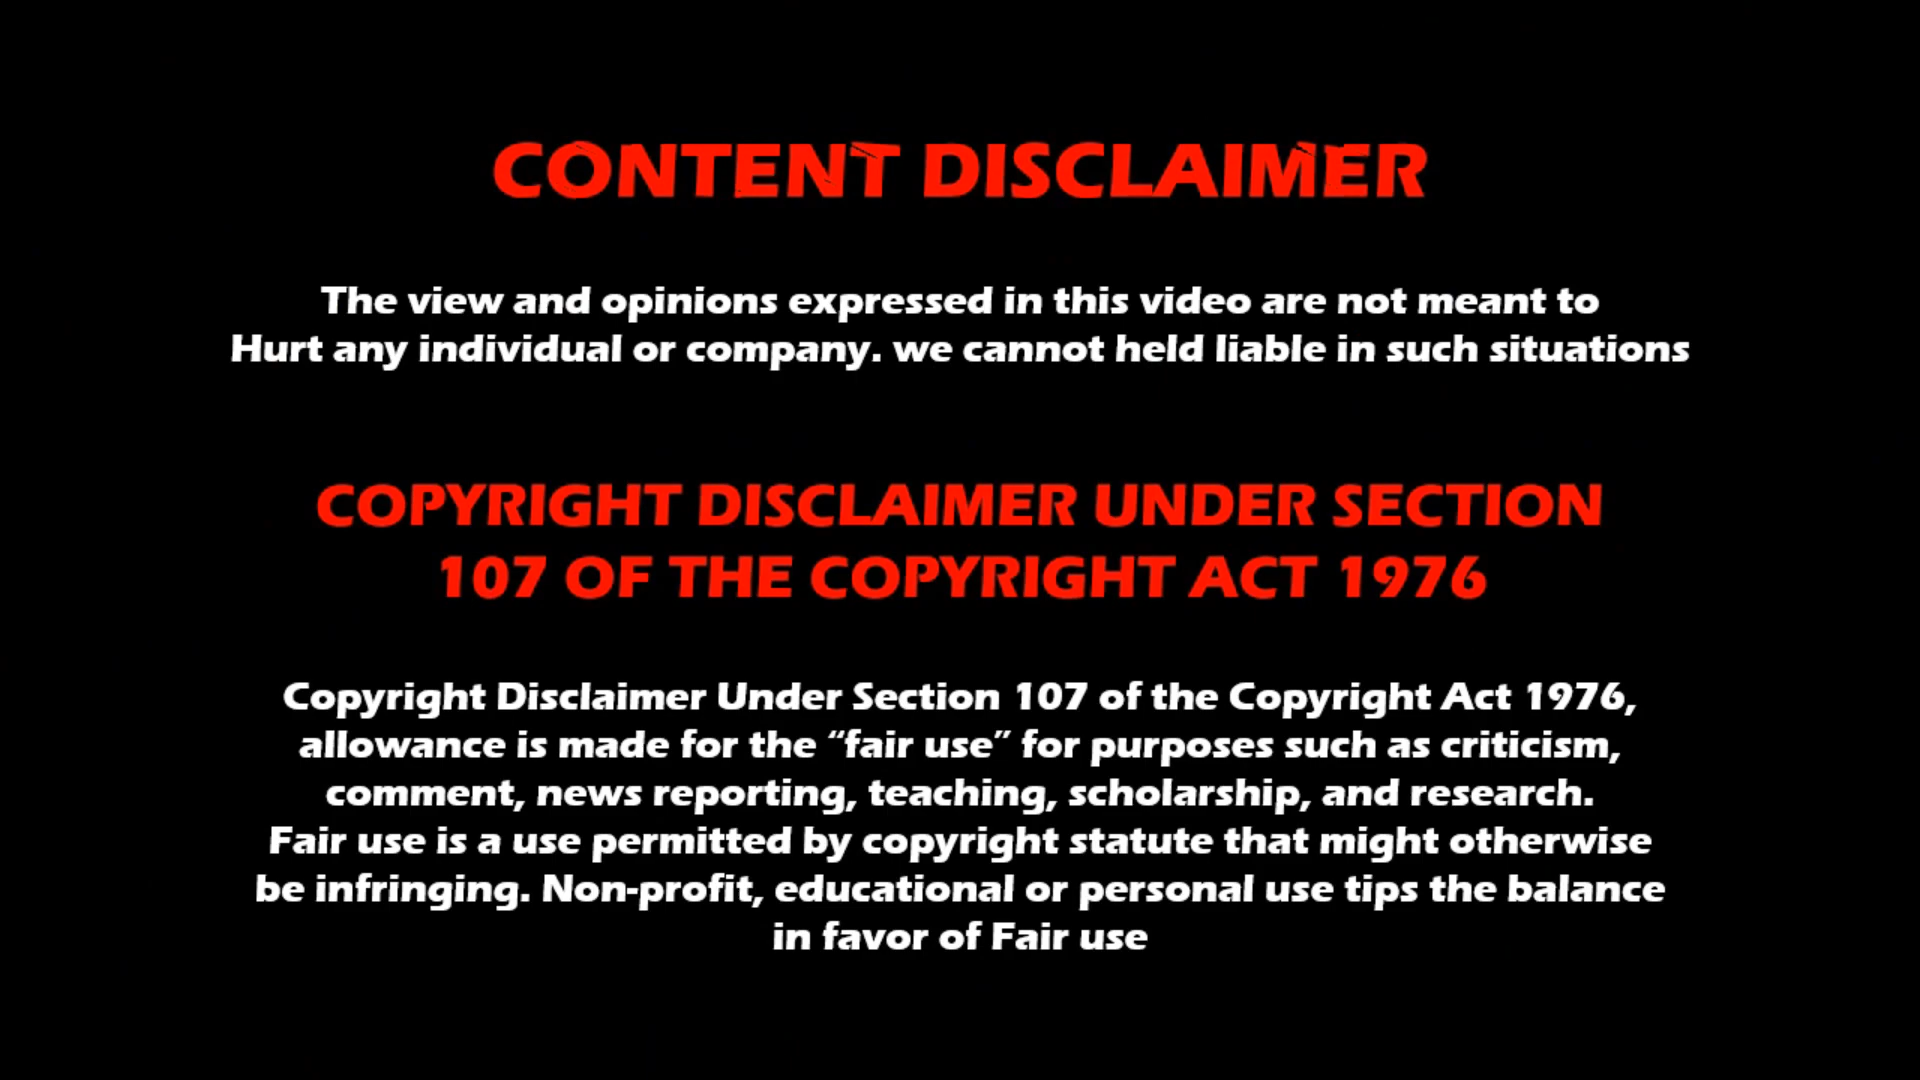 CONTENT DISCLAIMER
The view and opinions expressed in this video are not meant to
Hurt any individual or company. we cannot held liable in such situations
COPYRIGHT DISCLAIMER UNDER SECTION
107 OF THE COPYRIGHT ACT 1976
Copyright Disclaimer Under Section 107 of the Copyright Act 1976,
allowance is made for the “fair use” for purposes such as criticism,
comment, news reporting, teaching, scholarship, and research.
Fair use is a use permitted by copyright statute that might otherwise
be infringing. Non-profit, educational or personal use tips the balance
in favor of Fair use